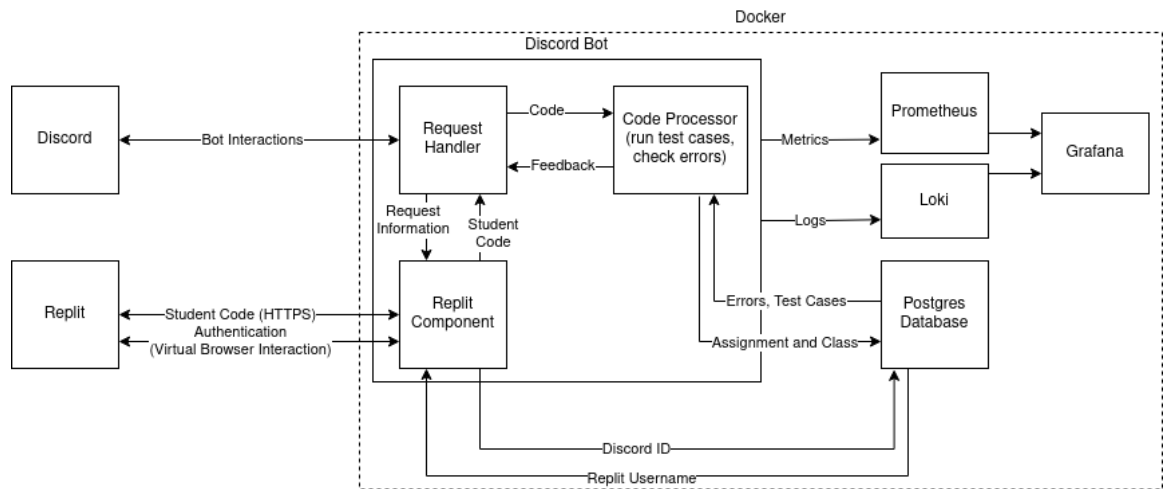 Docker
Discord Bot
Discord
Bot Interactions
Request
Handler
Code
Feedback
Code Processor
(run test cases,
check errors)
Metrics
Prometheus
Grafana
Loki
Logs
Request
Information
Student
Code
Replit
Student Code (HTTPS)
Authentication
(Virtual Browser Interaction)
Replit
Component
Errors, Test Cases
Assignment and Class
Postgres
Database
Discord ID
Replit Username